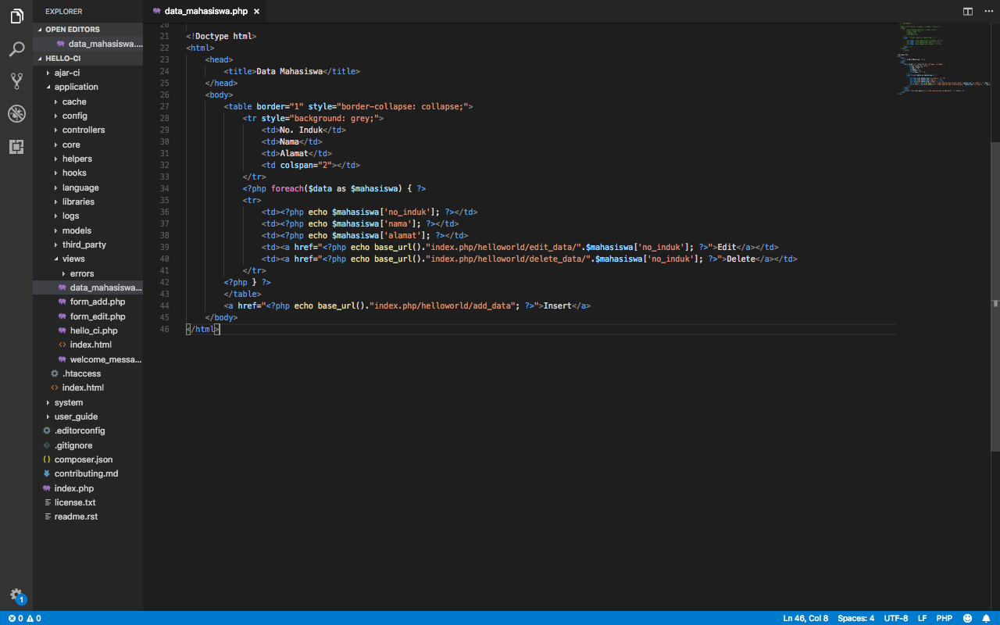 EXPLORER
OPEN EDITORS
data_mahasiswa....
HELLO-CI
ajar-ci
application
cache
config
controllers
core
helpers
hooks
language
libraries
logs
models
third_party
views
errors
data_mahasiswa...
form_add.php
form_edit.php
hello_ci.php
index.html
welcome_messa...
.htaccess
index.html
system
user_guide
.editorconfig
.gitignore
composer.json
contributing.md
index.php
license.txt
readme.rst
1
data_mahasiswa.php
20
21 <!Doctype html>
22 <html>
23 <head>
24 <title>Data Mahasiswa</title>
25 </head>
26 <body>
27 <table border="1" style="border-collapse: collapse;">
28 <tr style="background: grey;">
29 <td>No. Induk</td>
30 <td>Nama</td>
31 <td>Alamat</td>
32 <td colspan="2"></td>
33 </tr>
34 <?php foreach($data as $mahasiswa) { ?>
35 <tr>
36 <td><?php echo $mahasiswa['no_induk']; ?></td>
37 <td><?php echo $mahasiswa['nama']; ?></td>
38 <td><?php echo $mahasiswa['alamat']; ?></td>
39 <td><a href="<?php echo base_url()."index.php/helloworld/edit_data/".$mahasiswa['no_induk']; ?>">Edit</a></td>
40 <td><a href="<?php echo base_url()."index.php/helloworld/delete_data/".$mahasiswa['no_induk']; ?>">Delete</a></td>
41 </tr>
42 <?php } ?>
43 </table>
44 <a href="<?php echo base_url()."index.php/helloworld/add_data"; ?>">Insert</a>
45 </body>
46 </html>
0 0
Ln 46, Col 8 Spaces: 4 UTF-8 LF PHP